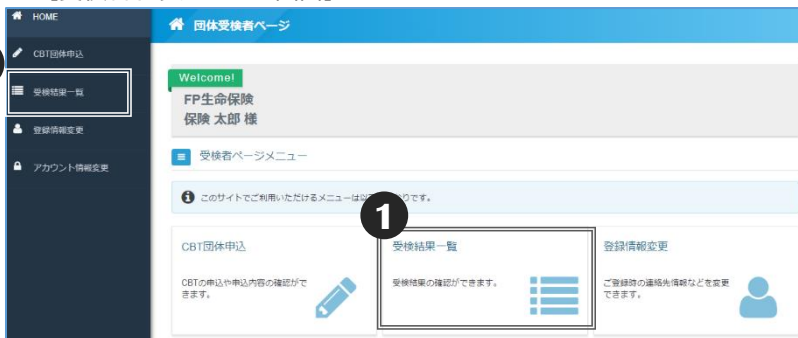 HOME
CBT団体申込
受検結果一覧
登録情報変更
アカウント情報変更
団体受検者ページ
Welcome!
FP生命保険
保険 太郎 様
受検者ページメニュー
このサイトでご利用いただけるメニューは以
りです。
1
CBT団体申込
CBTの申込や申込内容の確認がで
きます。
受検結果一覧
受検結果の確認ができます。
登録情報変更
ご登録時の連絡先情報などを変更
できます。